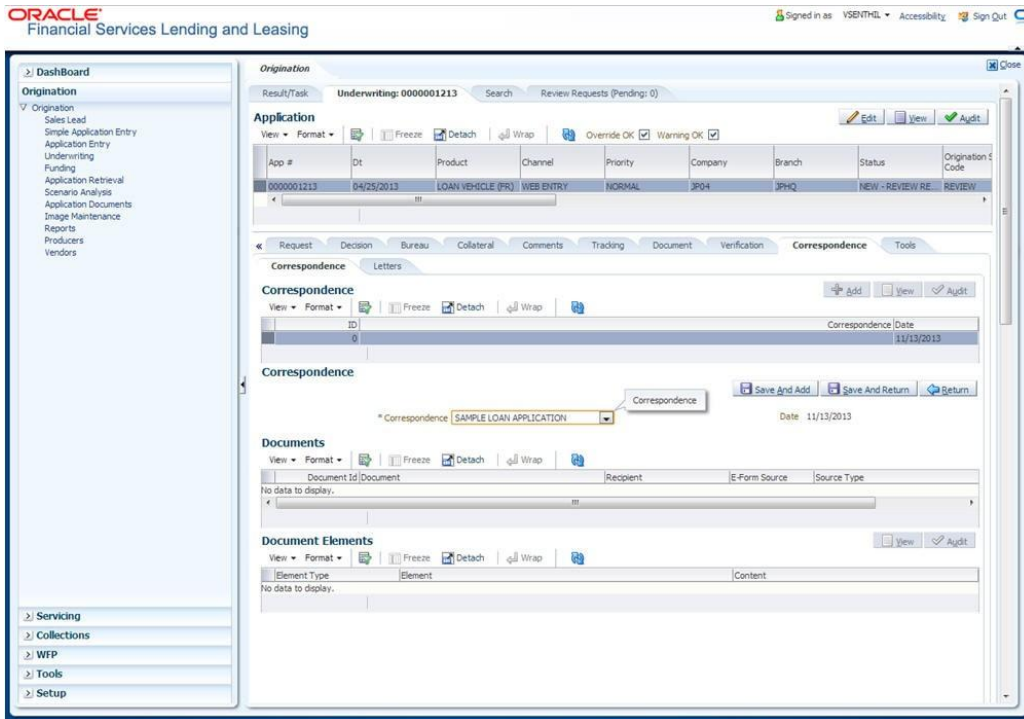 ORACLE
Financial Services Lending and Leasing
Signed in as VSENTHIL Accessibility Sign Out
Close
DashBoard
Origination
Origination
Sales Lead
Simple Application Entry
Application Entry
Underwriting
Funding
Application Retrieval
Scenario Analysis
Application Documents
Image Maintenance
Reports
Producers
Vendors
Servicing
Collections
WFP
Tools
Setup
Origination
Result/Task Underwriting: 0000001213 Search Review Requests (Pending: 0)
Application
Edit View Audit
View Format Freeze Detach Wrap Override OK Warning OK
App # Dt Product Channel Priority Company Branch Status Origination S
Code
0000001213 04/25/2013 LOAN VEHICLE (FR) WEB ENTRY NORMAL JP04 JPHQ NEW - REVIEW RE... REVIEW
« Request Decision Bureau Collateral Comments Tracking Document Verification Correspondence Tools
Correspondence Letters
Correspondence
Add View Audit
View Format Freeze Detach Wrap
ID Correspondence Date
0 11/13/2013
Correspondence
Save And Add Save And Return Return
Correspondence
* Correspondence SAMPLE LOAN APPLICATION Date 11/13/2013
Documents
View Format Freeze Detach Wrap
Document Id Document Recipient E-Form Source Source Type
No data to display.
Document Elements
View Audit
View Format Freeze Detach Wrap
Element Type Element Content
No data to display.